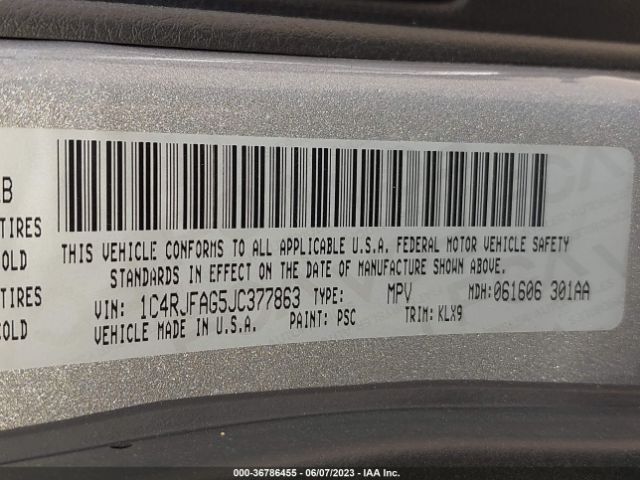 B
TIRES
OLD
TIRES
COLD
THIS VEHICLE CONFORMS TO ALL APPLICABLE U.S.A. FEDERAL MOTOR VEHICLE SAFETY
STANDARDS IN EFFECT ON THE DATE OF MANUFACTURE SHOWN ABOVE.
VIN: 1C4RJFAG5JC377863 TYPE: MPV MDH: 061606 301AA
VEHICLE MADE IN U.S.A. PAINT: PSC TRIM: KLX9
000-36786455 - 06/07/2023 - IAA Inc.